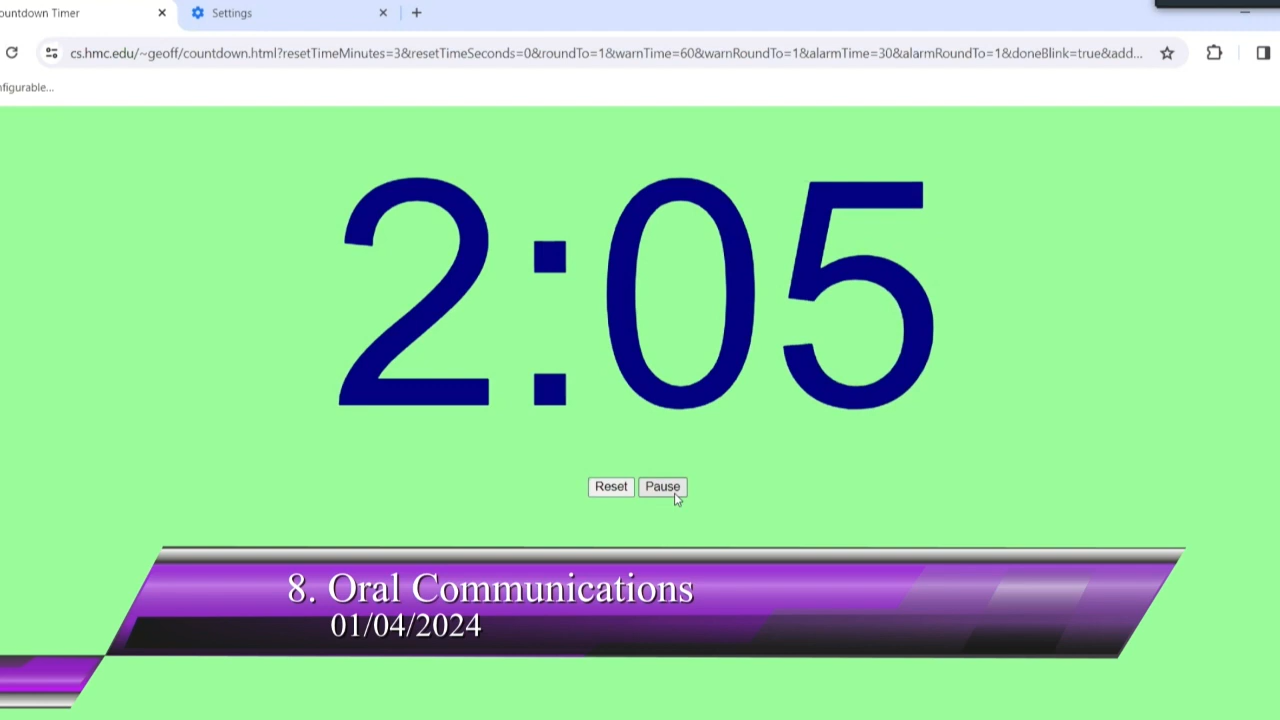 ountdown Timer
Settings
cs.hmc.edu/~geoff/countdown.html?resetTimeMinutes=3&resetTimeSeconds=0&roundTo=1&warnTime=60&warnRoundTo=1&alarmTime=30&alarmRoundTo=1&doneBlink=true&add...
nfigurable...
2:05
Reset Pause
8. Oral Communications
01/04/2024